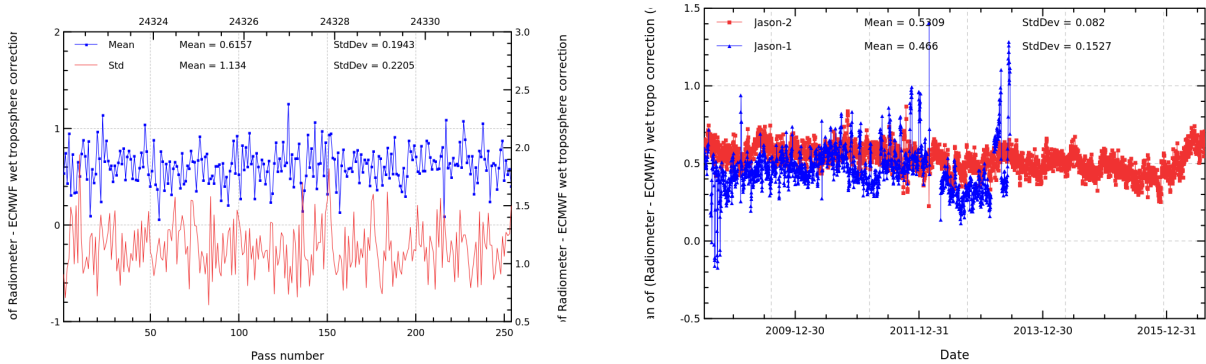 24324 24326 24328 24330
Mean Mean = 0.6157 StdDev = 0.1943
Std Mean = 1.134 StdDev = 0.2205
2
1
0
-1
3.0
2.5
2.0
1.5
1.0
0.5
50 100 150 200 250
Pass number
of Radiometer - ECMWF wet troposphere correction
of Radiometer - ECMWF wet troposphere correction
Jason-2 Mean = 0.5309 StdDev = 0.082
Jason-1 Mean = 0.466 StdDev = 0.1527
1.5
1.0
0.5
0.0
-0.5
2009-12-30 2011-12-31 2013-12-30 2015-12-31
Date
an of (Radiometer - ECMWF) wet tropo correction (